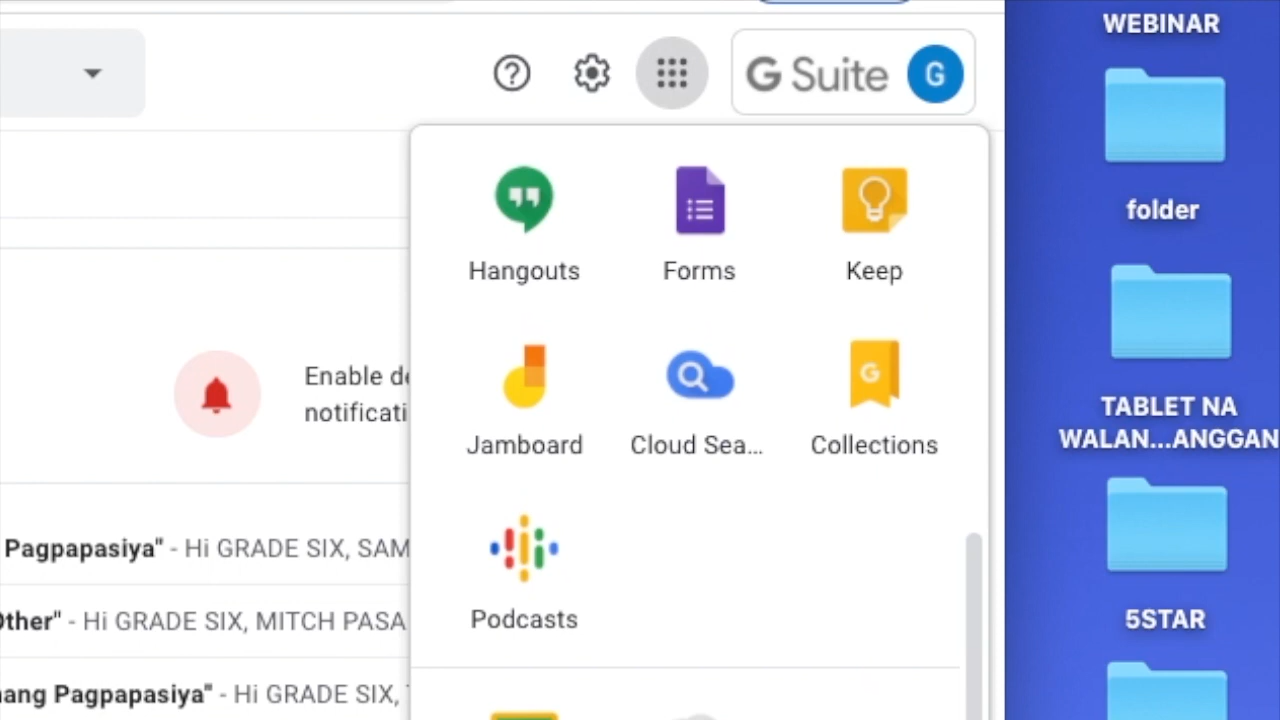 WEBINAR
G Suite
G
folder
Hangouts
Forms
Keep
Enable de
notificati
TABLET NA
WALAN...ANGGAN
G
Jamboard
Cloud Sea...
Collections
Pagpapasiya" - Hi GRADE SIX, SAM
Podcasts
5STAR
Other" - Hi GRADE SIX, MITCH PASA
nang Pagpapasiya" - Hi GRADE SIX,